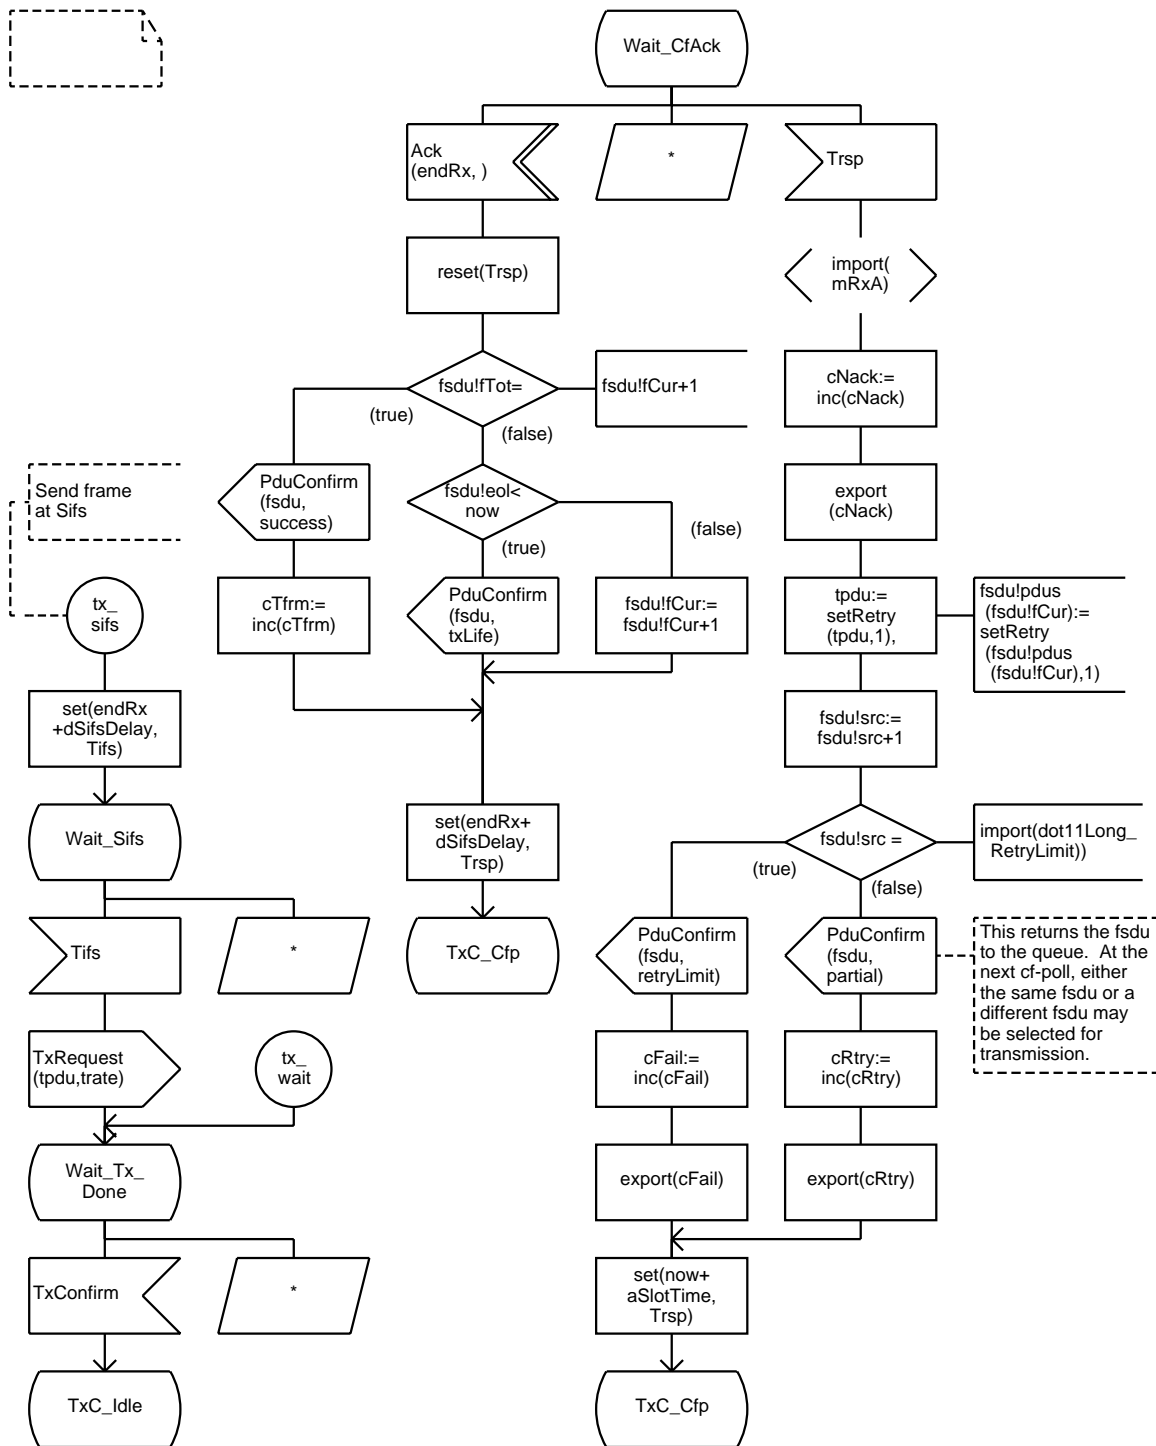 Wait_CfAck
Ack
(endRx, )
*
Trsp
reset(Trsp)
import(
mRxA)
fsdu!fTot=
fsdu!fCur+1
(true)
(false)
cNack:=
inc(cNack)
Send frame
at Sifs
PduConfirm
(fsdu,
success)
fsdu!eol<
now
(true)
(false)
export
(cNack)
tx_
sifs
cTfrm:=
inc(cTfrm)
PduConfirm
(fsdu,
txLife)
fsdu!fCur:=
fsdu!fCur+1
tpdu:=
setRetry
(tpdu,1),
fsdu!pdus
(fsdu!fCur):=
setRetry
(fsdu!pdus
(fsdu!fCur),1)
set(endRx
+dSifsDelay,
Tifs)
fsdu!src:=
fsdu!src+1
Wait_Sifs
set(endRx+
dSifsDelay,
Trsp)
fsdu!src =
import(dot11Long_
RetryLimit))
(true)
(false)
Tifs
*
TxC_Cfp
PduConfirm
(fsdu,
retryLimit)
PduConfirm
(fsdu,
partial)
This returns the fsdu
to the queue.  At the
next cf-poll, either
the same fsdu or a
different fsdu may
be selected for
transmission.
TxRequest
(tpdu,trate)
tx_
wait
cFail:=
inc(cFail)
cRtry:=
inc(cRtry)
Wait_Tx_
Done
export(cFail)
export(cRtry)
TxConfirm
*
set(now+
aSlotTime,
Trsp)
TxC_Idle
TxC_Cfp